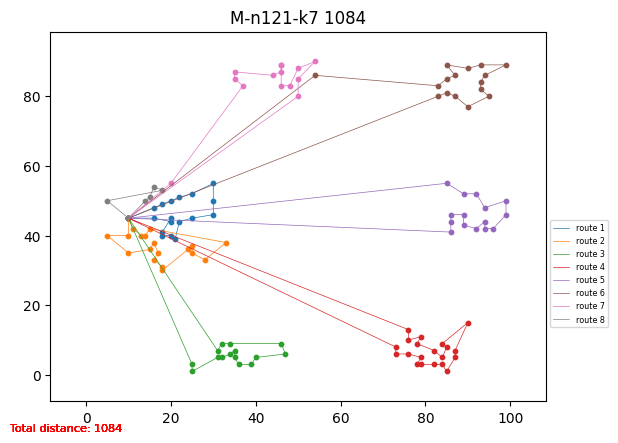 M-n121-k7 1084
80
60
40
20
0
0 20 40 60 80 100
route 1
route 2
route 3
route 4
route 5
route 6
route 7
route 8
Total distance: 1084